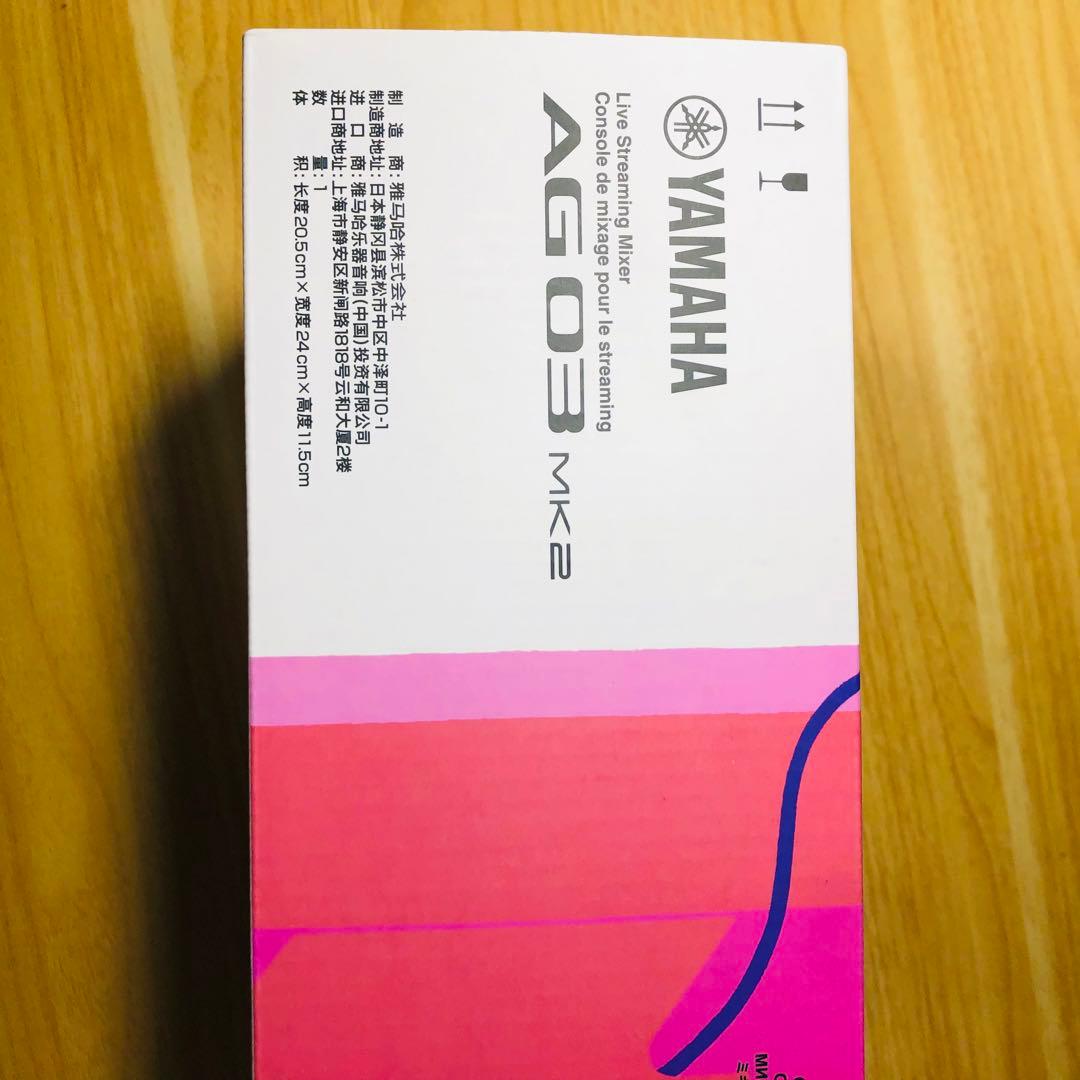 YAMAHA
Live Streaming Mixer
Console de mixage pour le streaming
AG03 MK2
制造商：雅马哈株式会社
制造商地址：日本静冈县滨松市中区中泽町10-1
进口商：雅马哈乐器音响(中国)投资有限公司
进口商地址：上海市静安区新闸路1818号云和大厦2楼
数量：1
体积：长度20.5cm×宽度24cm×高度11.5cm